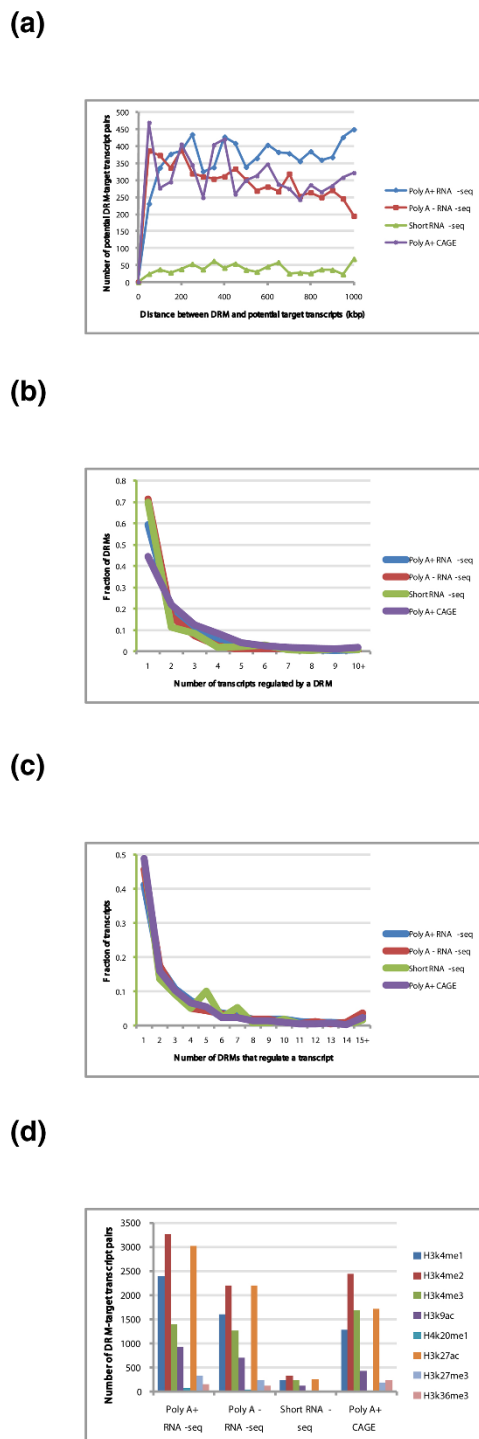 (a)
Number of potential DRM-target transcript pairs
500
450
400
350
300
250
200
150
100
50
0
0 200 400 600 800 1000
Distance between DRM and potential target transcripts (kbp)
Poly A+ RNA -seq
Poly A - RNA -seq
Short RNA -seq
Poly A+ CAGE
(b)
Fraction of DRMs
0.8
0.7
0.6
0.5
0.4
0.3
0.2
0.1
0
1 2 3 4 5 6 7 8 9 10+
Number of transcripts regulated by a DRM
Poly A+ RNA -seq
Poly A - RNA -seq
Short RNA -seq
Poly A+ CAGE
(c)
Fraction of transcripts
0.5
0.4
0.3
0.2
0.1
0
1 2 3 4 5 6 7 8 9 10 11 12 13 14 15+
Number of DRMs that regulate a transcript
Poly A+ RNA -seq
Poly A - RNA -seq
Short RNA -seq
Poly A+ CAGE
(d)
Number of DRM-target transcript pairs
3500
3000
2500
2000
1500
1000
500
0
Poly A+ RNA -seq
Poly A - RNA -seq
Short RNA - seq
Poly A+ CAGE
H3k4me1
H3k4me2
H3k4me3
H3k9ac
H4k20me1
H3k27ac
H3k27me3
H3k36me3